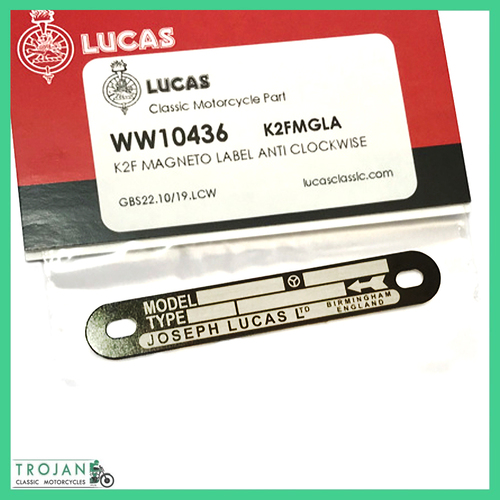 LUCAS
LUCAS
Classic Motorcycle Part
WW10436 K2FMGLA
K2F MAGNETO LABEL ANTI CLOCKWISE
GBS22.10/19.LCW lucasclassic.com
MODEL
TYPE
JOSEPH LUCAS LTD BIRMINGHAM ENGLAND
TROJAN
CLASSIC MOTORCYCLES